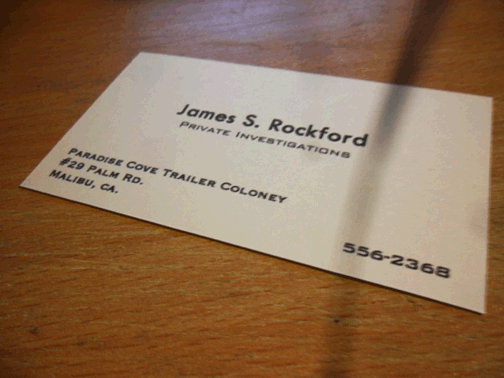 James S. Rockford
Private Investigations
Paradise Cove Trailer Coloney
#29 Palm Rd.
Malibu, CA.
556-2368